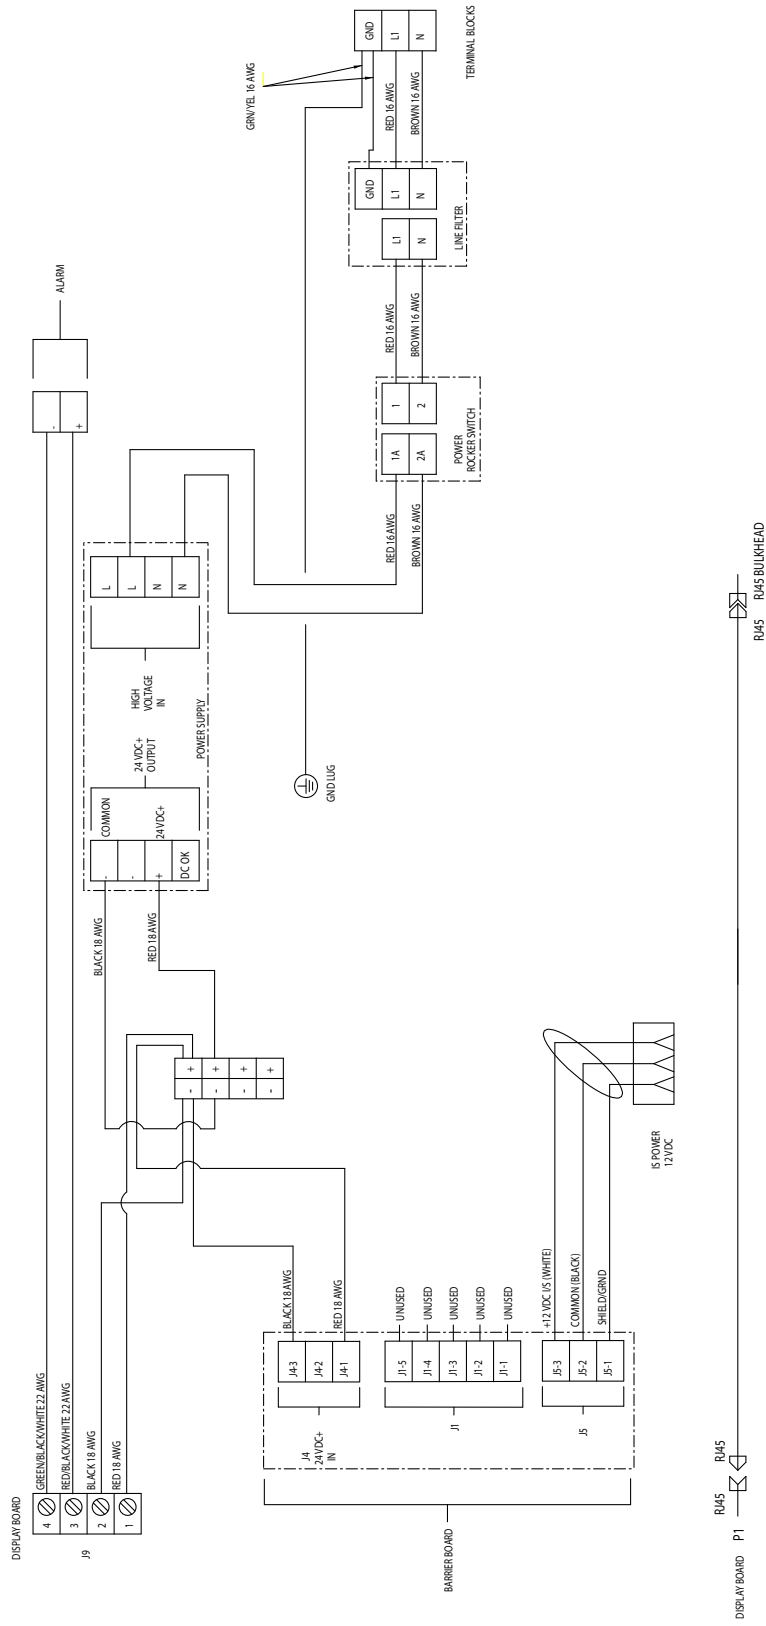 DISPLAY BOARD
J9
4
3
2
1
GREEN/BLACK/WHITE 22 AWG
RED/BLACK/WHITE 22 AWG
BLACK 18 AWG
RED 18 AWG
-
+
ALARM
BLACK 18 AWG
RED 18 AWG
-
-
+
DC OK
COMMON
24 VDC+
24 VDC+
OUTPUT
HIGH
VOLTAGE
IN
POWER SUPPLY
L
L
N
N
- +
- +
- +
- +
GND LUG
BARRIER BOARD
J4
24 VDC+
IN
J4-3
J4-2
J4-1
BLACK 18 AWG
RED 18 AWG
J1
J1-5
J1-4
J1-3
J1-2
J1-1
UNUSED
UNUSED
UNUSED
UNUSED
UNUSED
J5
J5-3
J5-2
J5-1
+12 VDC I/S (WHITE)
COMMON (BLACK)
SHIELD/GRND
IS POWER
12 VDC
RED 16 AWG
BROWN 16 AWG
1A
2A
1
2
POWER
ROCKER SWITCH
RED 16 AWG
BROWN 16 AWG
L1
N
GND
L1
N
LINE FILTER
GRN/YEL 16 AWG
RED 16 AWG
BROWN 16 AWG
GND
L1
N
TERMINAL BLOCKS
DISPLAY BOARD P1
RJ45
RJ45
RJ45
RJ45 BULKHEAD